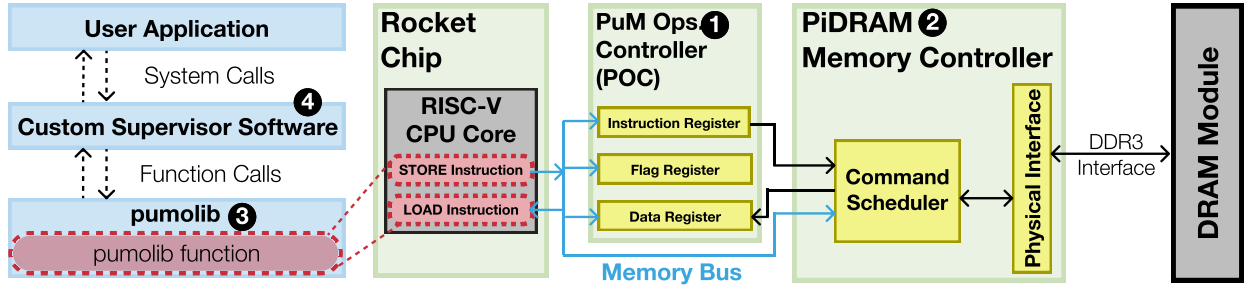 User Application
System Calls
4
Custom Supervisor Software
Function Calls
pumolib 3
pumolib function
Rocket
Chip
RISC-V
CPU Core
STORE Instruction
LOAD Instruction
PuM Ops. 1
Controller
(POC)
Instruction Register
Flag Register
Data Register
Memory Bus
PiDRAM 2
Memory Controller
Command
Scheduler
Physical Interface
DDR3
Interface
DRAM Module